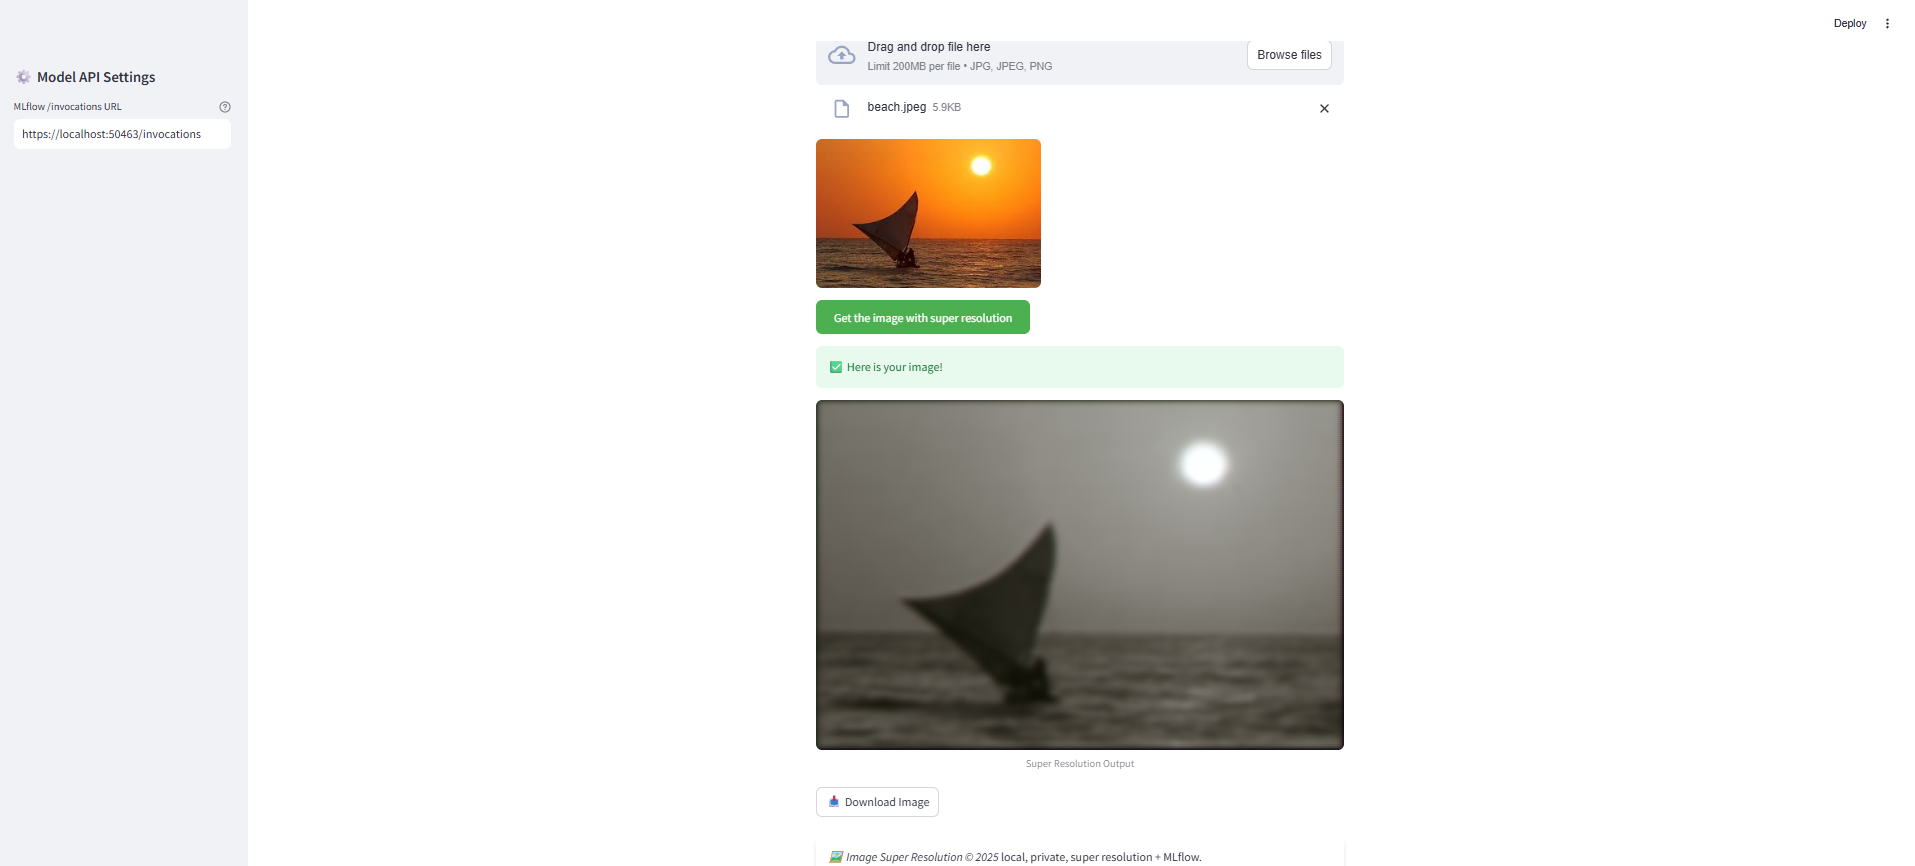 Deploy
Model API Settings
MLflow /invocations URL
https://localhost:50463/invocations
Drag and drop file here
Limit 200MB per file • JPG, JPEG, PNG
Browse files
beach.jpeg 5.9KB
Get the image with super resolution
✅ Here is your image!
Super Resolution Output
Download Image
Image Super Resolution © 2025 local, private, super resolution + MLflow.